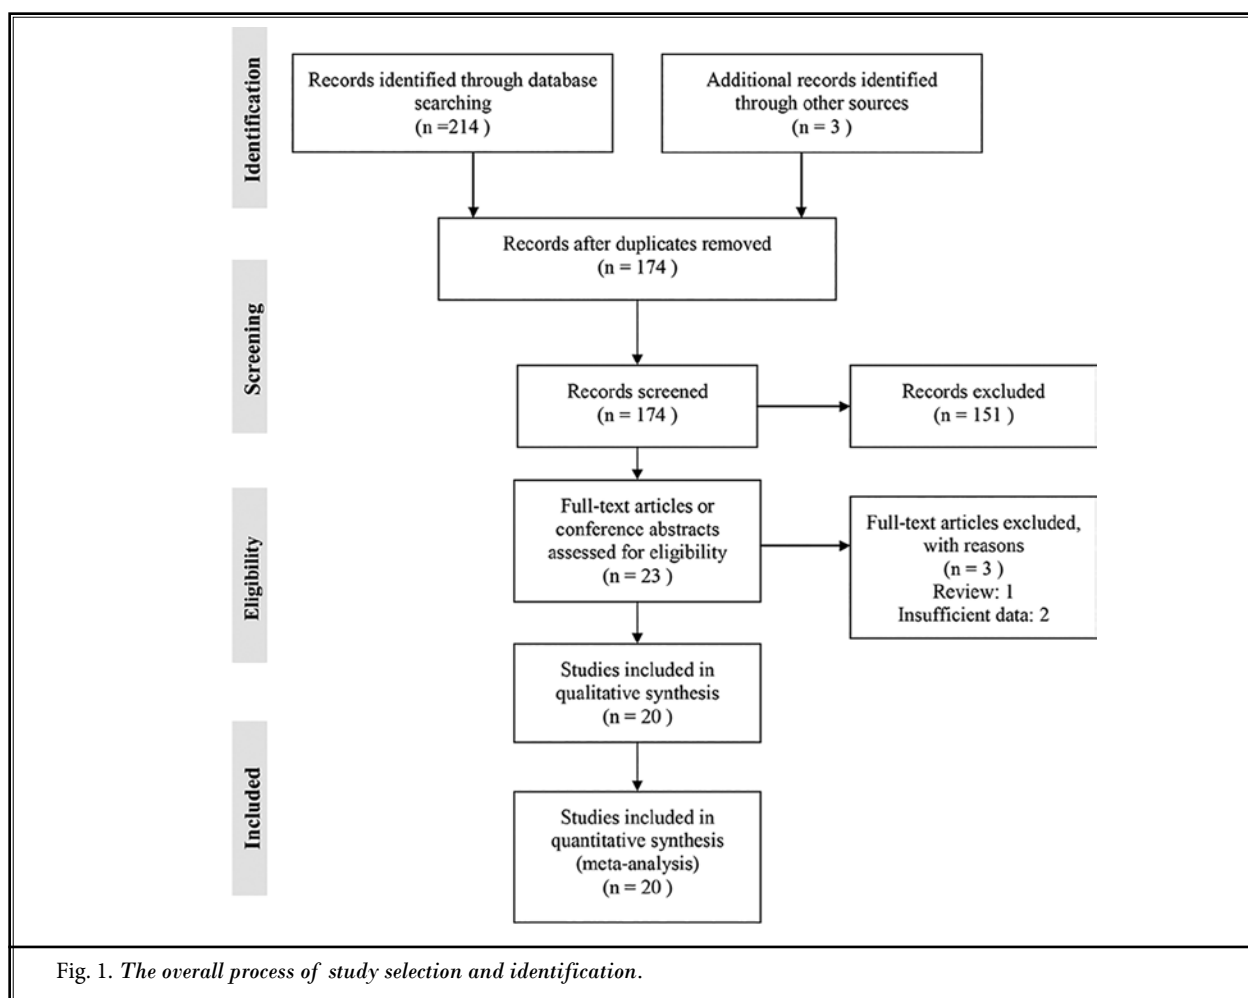 Identification
Records identified through database
searching
(n =214 )
Additional records identified
through other sources
(n = 3 )
Records after duplicates removed
(n = 174 )
Screening
Records screened
(n = 174 )
Records excluded
(n = 151 )
Eligibility
Full-text articles or
conference abstracts
assessed for eligibility
(n = 23 )
Full-text articles excluded,
with reasons
(n = 3 )
Review: 1
Insufficient data: 2
Studies included in
qualitative synthesis
(n = 20 )
Included
Studies included in
quantitative synthesis
(meta-analysis)
(n = 20 )
Fig. 1. The overall process of study selection and identification.